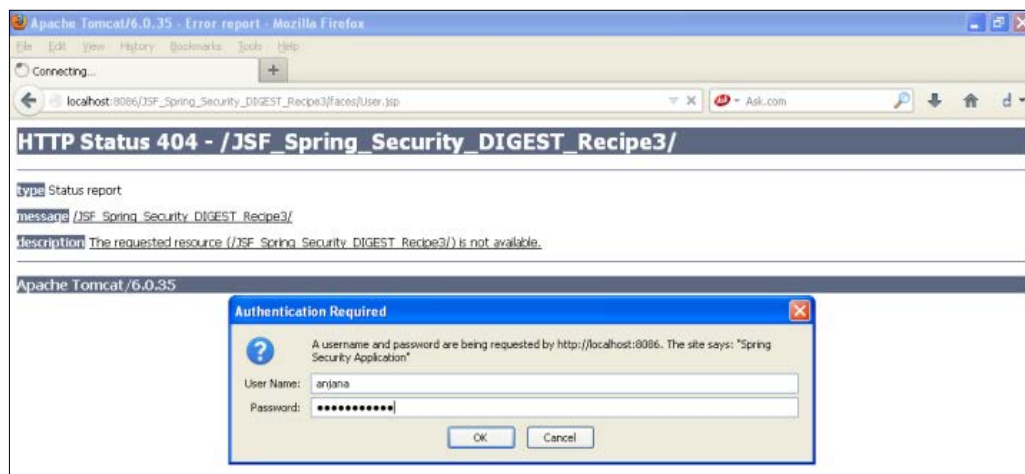 Apache Tomcat/6.0.35 - Error report - Mozilla Firefox
File Edit View History Bookmarks Tools Help
Connecting...
localhost:8086/JSF_Spring_Security_DIGEST_Recipe3/faces/User.jsp
Ask.com
HTTP Status 404 - /JSF_Spring_Security_DIGEST_Recipe3/
type Status report
message /JSF_Spring_Security_DIGEST_Recipe3/
description The requested resource (/JSF_Spring_Security_DIGEST_Recipe3/) is not available.
Apache Tomcat/6.0.35
Authentication Required
A username and password are being requested by http://localhost:8086. The site says: "Spring
Security Application"
User Name: anjana
Password: •••••••••••
OK Cancel